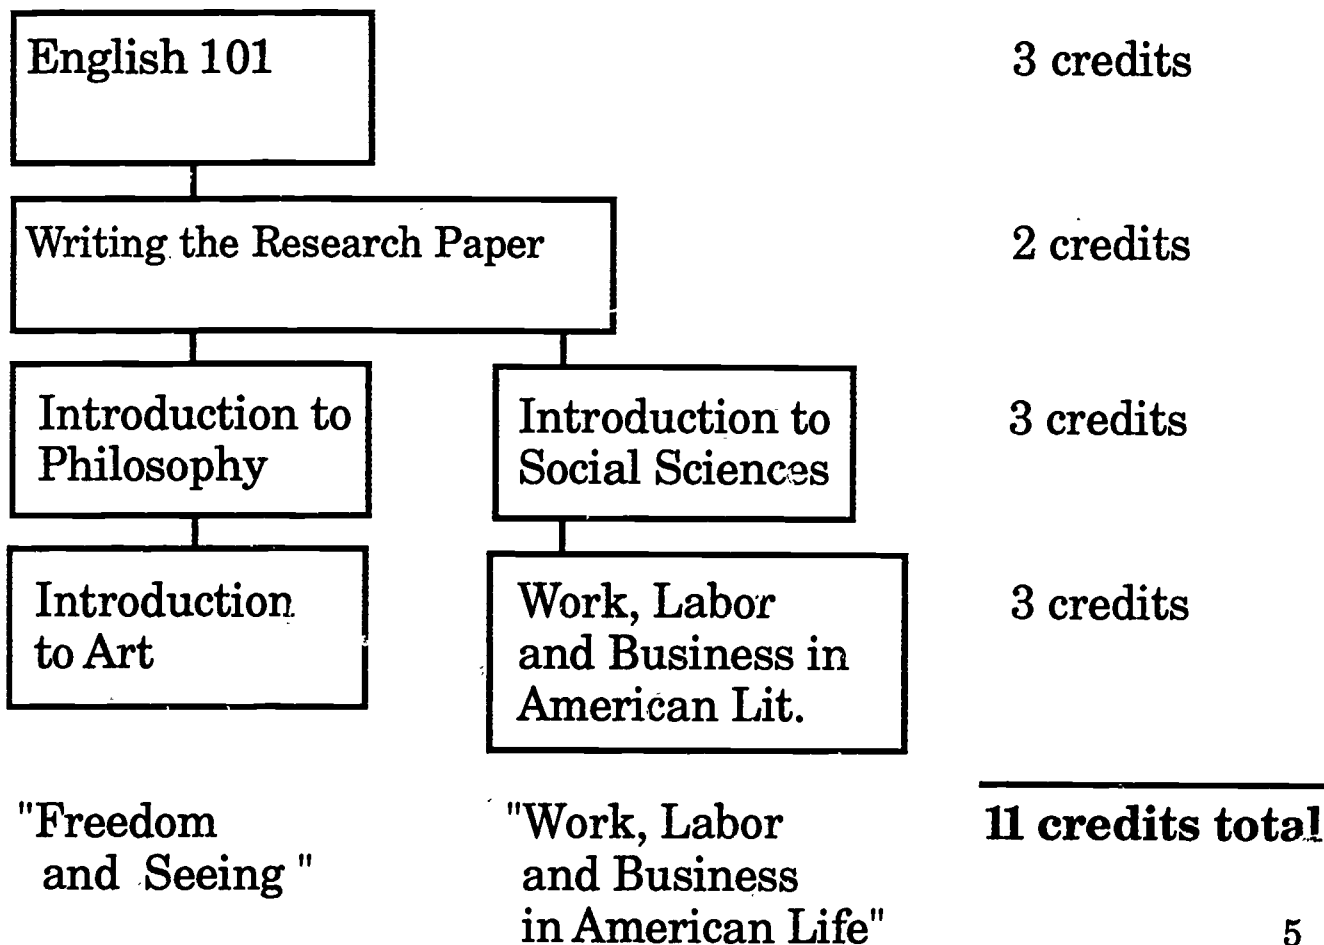 English 101
3 credits
Writing the Research Paper
2 credits
Introduction to
Philosophy
Introduction to
Social Sciences
3 credits
Introduction
to Art
Work, Labor
and Business in
American Lit.
3 credits
"Freedom
and Seeing "
"Work, Labor
and Business
in American Life"
11 credits total
5